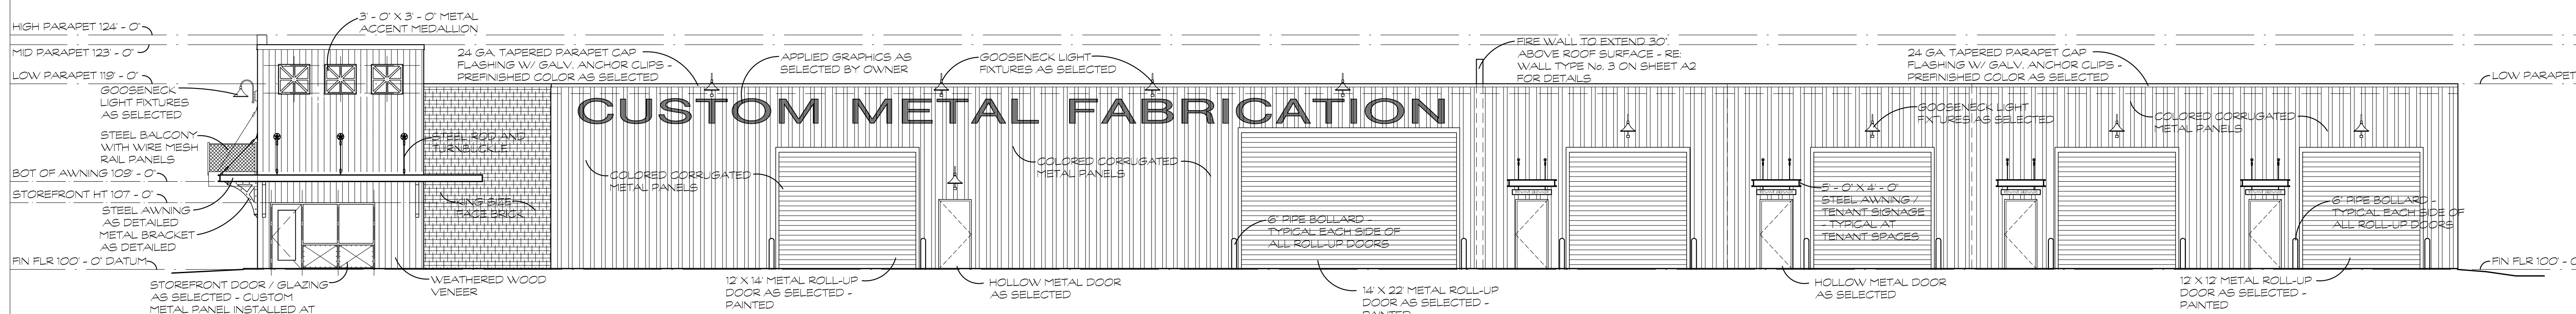 HIGH PARAPET 124' - 0"
MID PARAPET 123' - 0"
LOW PARAPET 119' - 0"
GOOSENECK
LIGHT FIXTURES
AS SELECTED
STEEL BALCONY
WITH WIRE MESH
RAIL PANELS
BOT OF AWNING 109' - 0"
STOREFRONT HT 107' - 0"
STEEL AWNING
AS DETAILED
METAL BRACKET
AS DETAILED
FIN FLR 100' - 0" DATUM
STOREFRONT DOOR / GLAZING
AS SELECTED - CUSTOM
METAL PANEL INSTALLED AT
3' - 0" X 3' - 0" METAL
ACCENT MEDALLION
STEEL ROD AND
TURNBUCKLE
KING SIZE
FACE BRICK
WEATHERED WOOD
VENEER
24 GA. TAPERED PARAPET CAP
FLASHING W/ GALV. ANCHOR CLIPS -
PREFINISHED COLOR AS SELECTED
APPLIED GRAPHICS AS
SELECTED BY OWNER
GOOSENECK LIGHT
FIXTURES AS SELECTED
CUSTOM METAL FABRICATION
COLORED CORRUGATED
METAL PANELS
12' X 14' METAL ROLL-UP
DOOR AS SELECTED -
PAINTED
HOLLOW METAL DOOR
AS SELECTED
COLORED CORRUGATED
METAL PANELS
6" PIPE BOLLARD -
TYPICAL EACH SIDE OF
ALL ROLL-UP DOORS
14' X 22' METAL ROLL-UP
DOOR AS SELECTED -
PAINTED
FIRE WALL TO EXTEND 30"
ABOVE ROOF SURFACE - RE:
WALL TYPE No. 3 ON SHEET A2
FOR DETAILS
24 GA. TAPERED PARAPET CAP
FLASHING W/ GALV. ANCHOR CLIPS -
PREFINISHED COLOR AS SELECTED
GOOSENECK LIGHT
FIXTURES AS SELECTED
COLORED CORRUGATED
METAL PANELS
5' - 0" X 4' - 0"
STEEL AWNING /
TENANT SIGNAGE
- TYPICAL AT
TENANT SPACES
HOLLOW METAL DOOR
AS SELECTED
6" PIPE BOLLARD -
TYPICAL EACH SIDE OF
ALL ROLL-UP DOORS
12' X 12' METAL ROLL-UP
DOOR AS SELECTED -
PAINTED
LOW PARAPET
FIN FLR 100' - 0